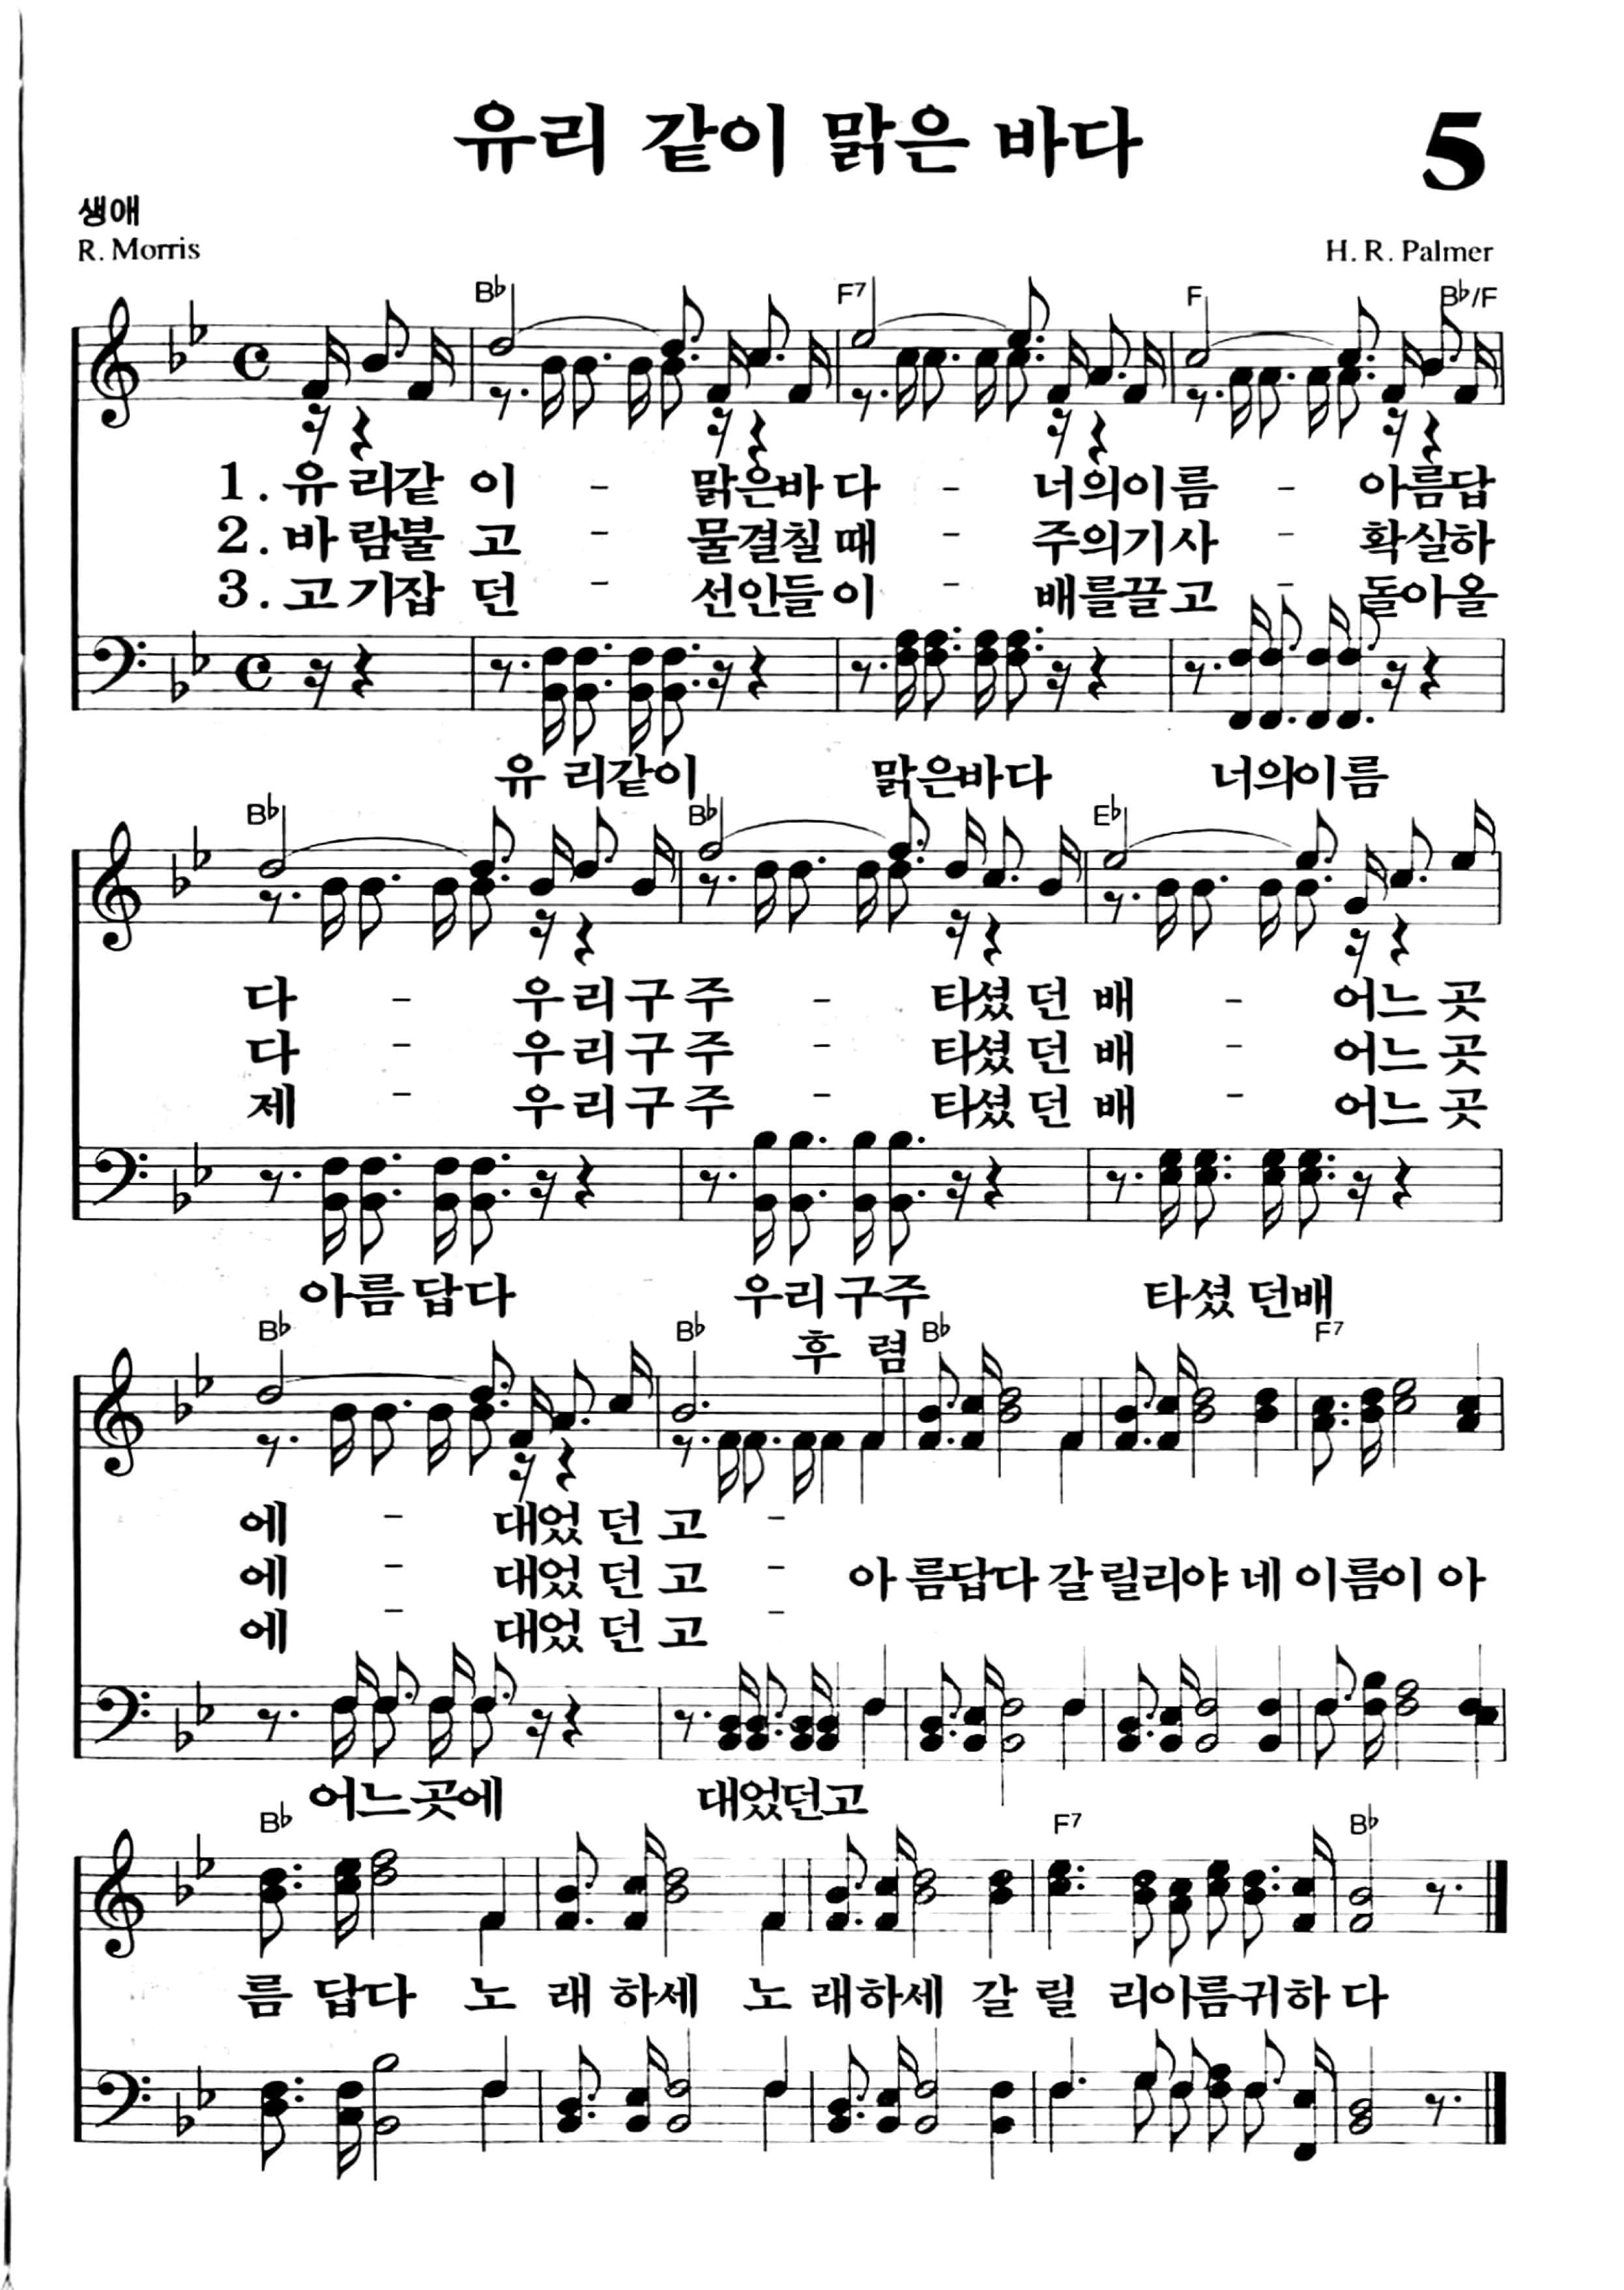 유리 같이 맑은 바다
5
생애
R. Morris
H. R. Palmer
B♭ F7 F B♭/F
1. 유 리같 이 - 맑은바 다 - 너의이 름 - 아름답
2. 바 람불 고 - 물결칠 때 - 주의기 사 - 확실하
3. 고 기잡 던 - 선인들 이 - 배를끌 고 - 돌아올
유 리같이 맑은바다 너의이름
B♭ B♭ E♭
다 - 우 리 구 주 - 타셨 던 배 - 어느 곳
다 - 우 리 구 주 - 타셨 던 배 - 어느 곳
제 - 우 리 구 주 - 타셨 던 배 - 어느 곳
아름 답다 우리 구주 타셨 던배
B♭ B♭ 후 렴 B♭ F7
에 - 대었 던 고 -
에 - 대었 던 고 - 아 름답다 갈 릴리야 네 이름이 아
에 - 대었 던 고 -
어느곳에 대었던고
B♭ F7 B♭
름 답다 노 래 하세 노 래하세 갈 릴 리이름귀하 다